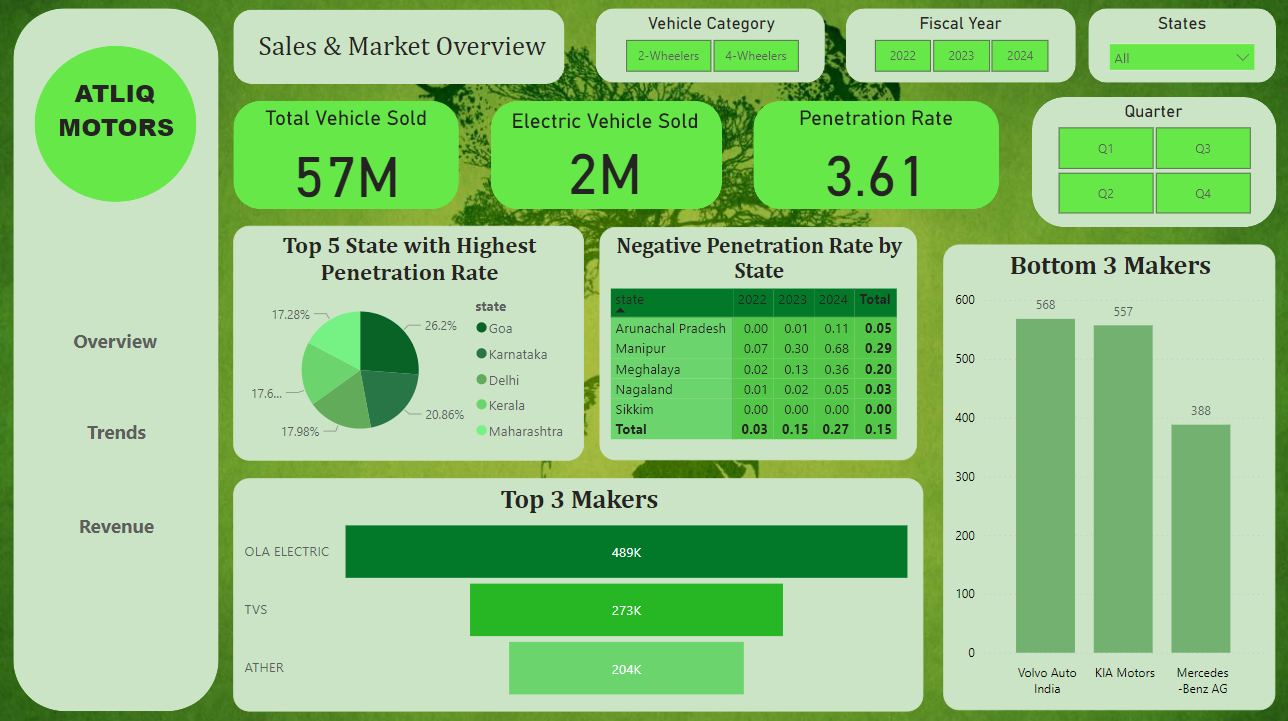 ATLIQ
MOTORS
Overview
Trends
Revenue
Sales & Market Overview
Vehicle Category
2-Wheelers 4-Wheelers
Fiscal Year
2022 2023 2024
States
All
Total Vehicle Sold
57M
Electric Vehicle Sold
2M
Penetration Rate
3.61
Quarter
Q1 Q3
Q2 Q4
Top 5 State with Highest
Penetration Rate
17.28%
26.2%
17.6...
20.86%
17.98%
state
Goa
Karnataka
Delhi
Kerala
Maharashtra
Negative Penetration Rate by
State
state 2022 2023 2024 Total
Arunachal Pradesh 0.00 0.01 0.11 0.05
Manipur 0.07 0.30 0.68 0.29
Meghalaya 0.02 0.13 0.36 0.20
Nagaland 0.01 0.02 0.05 0.03
Sikkim 0.00 0.00 0.00 0.00
Total 0.03 0.15 0.27 0.15
Top 3 Makers
OLA ELECTRIC 489K
TVS 273K
ATHER 204K
Bottom 3 Makers
600
500
400
300
200
100
0
568
557
388
Volvo Auto
India
KIA Motors
Mercedes
-Benz AG